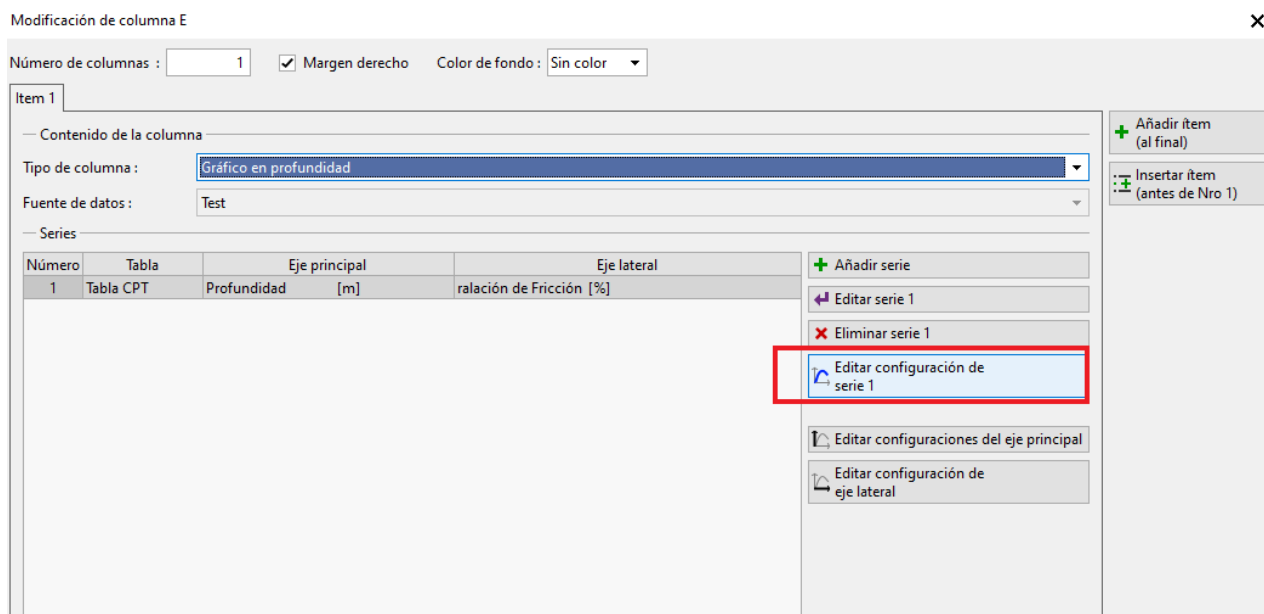 Modificación de columna E
Número de columnas : 1 Margen derecho Color de fondo : Sin color
Item 1
Contenido de la columna
Tipo de columna : Gráfico en profundidad
Fuente de datos : Test
Series
Número Tabla Eje principal Eje lateral
1 Tabla CPT Profundidad [m] ralación de Fricción [%]
Añadir serie
Editar serie 1
Eliminar serie 1
Editar configuración de
serie 1
Editar configuraciones del eje principal
Editar configuración de
eje lateral
Añadir ítem
(al final)
Insertar ítem
(antes de Nro 1)